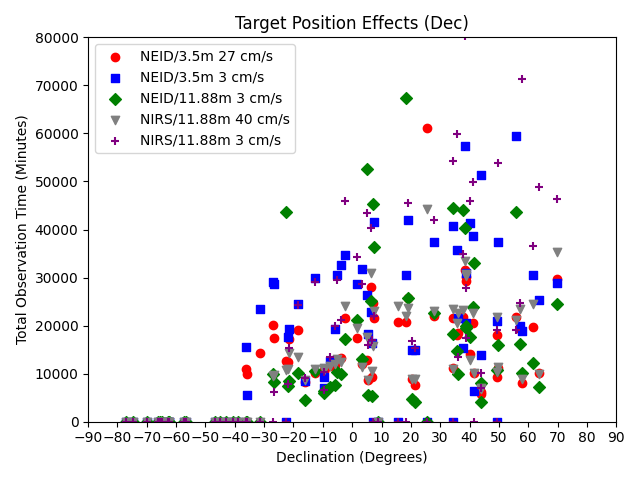 Target Position Effects (Dec)
80000
70000
60000
50000
40000
30000
20000
10000
0
Total Observation Time (Minutes)
NEID/3.5m 27 cm/s
NEID/3.5m 3 cm/s
NEID/11.88m 3 cm/s
NIRS/11.88m 40 cm/s
NIRS/11.88m 3 cm/s
−90 −80 −70 −60 −50 −40 −30 −20 −10 0 10 20 30 40 50 60 70 80 90
Declination (Degrees)